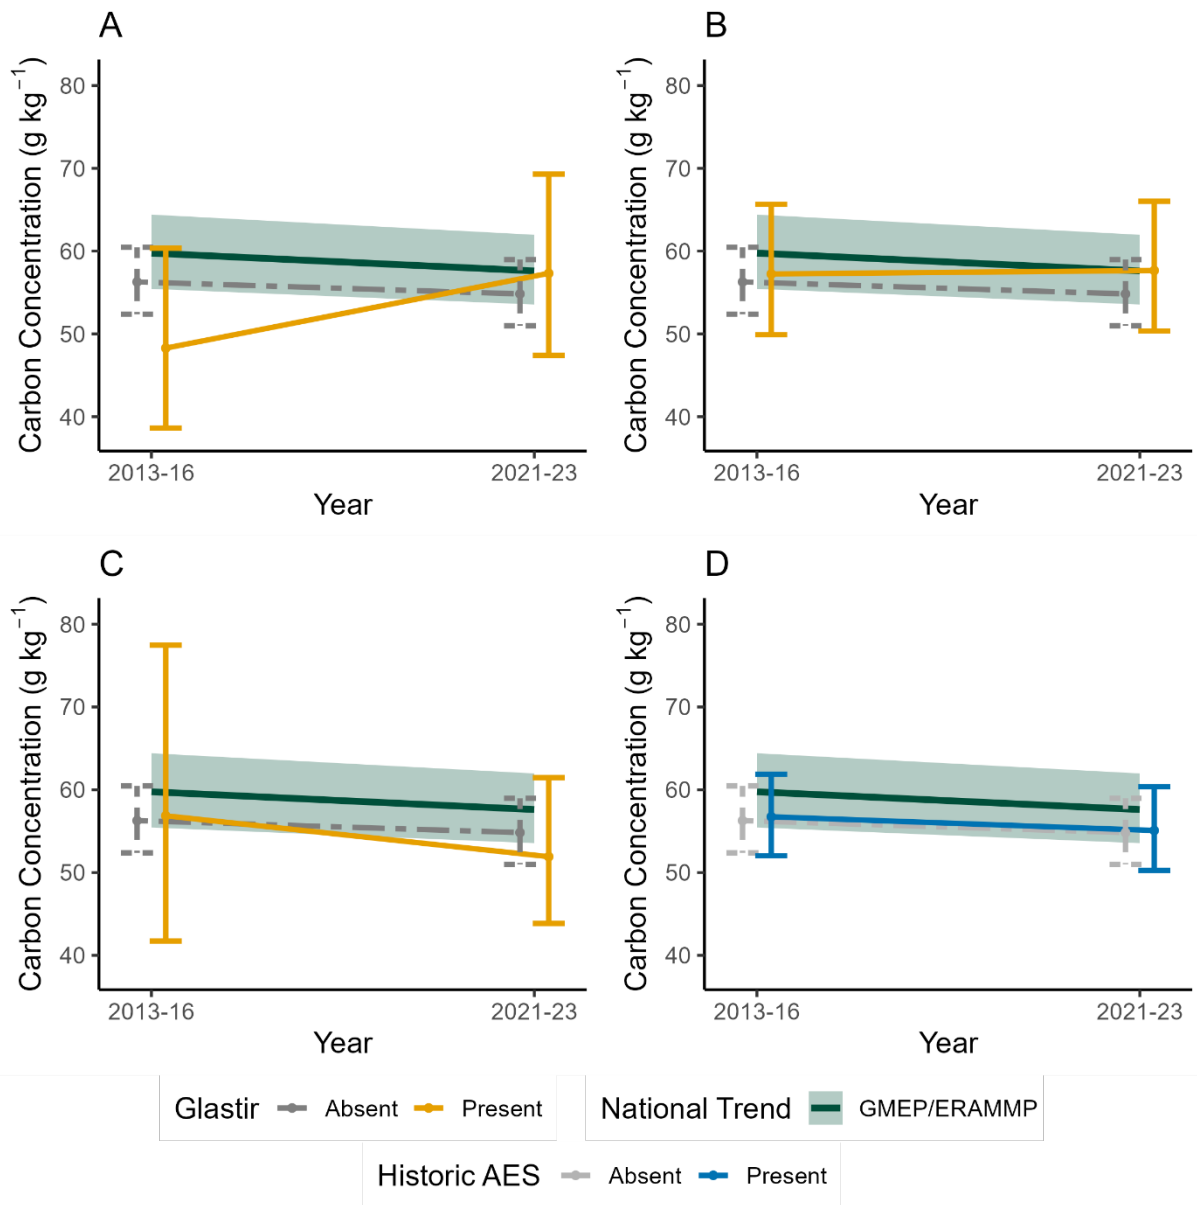 A
Carbon Concentration (g kg⁻¹)
80
70
60
50
40
2013-16
2021-23
Year
B
Carbon Concentration (g kg⁻¹)
80
70
60
50
40
2013-16
2021-23
Year
C
Carbon Concentration (g kg⁻¹)
80
70
60
50
40
2013-16
2021-23
Year
D
Carbon Concentration (g kg⁻¹)
80
70
60
50
40
2013-16
2021-23
Year
Glastir Absent Present
National Trend GMEP/ERAMMP
Historic AES Absent Present